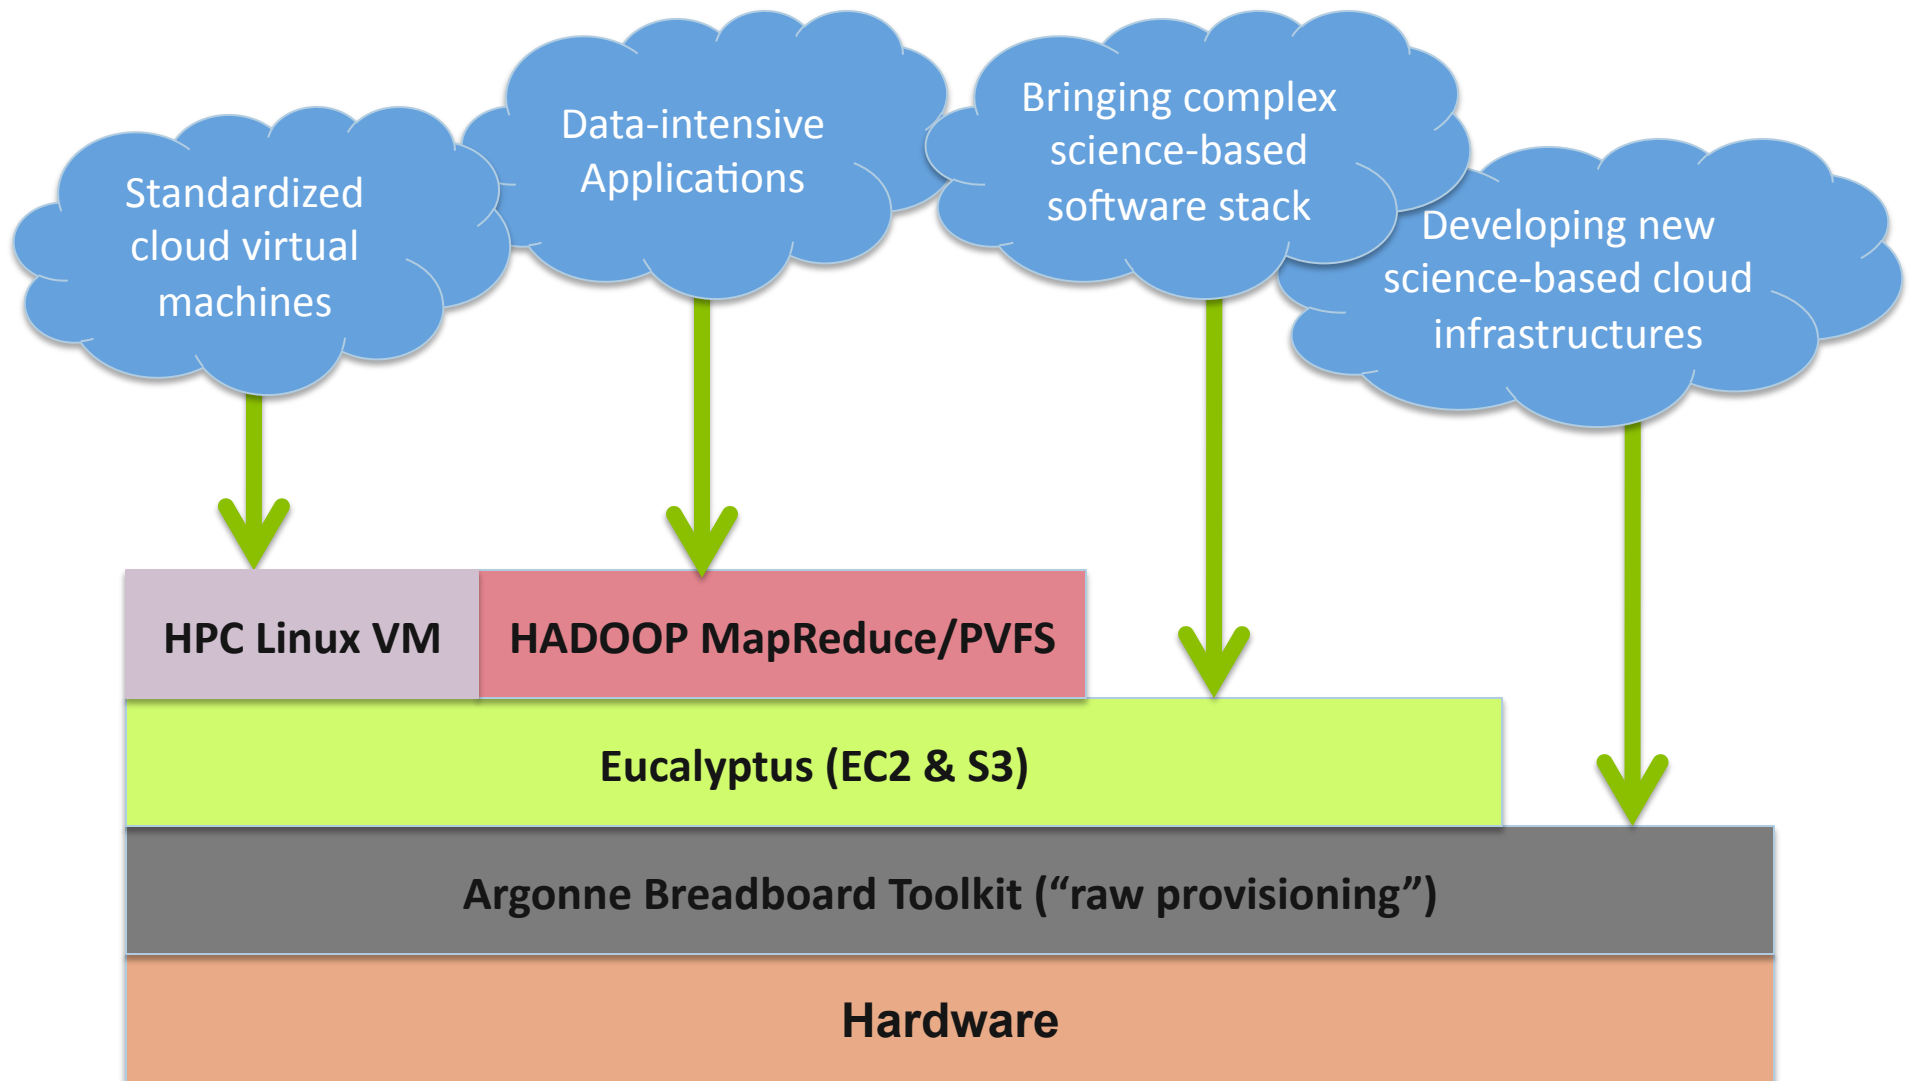 Standardized
cloud virtual
machines
Data-intensive
Applications
Bringing complex
science-based
software stack
Developing new
science-based cloud
infrastructures
HPC Linux VM
HADOOP MapReduce/PVFS
Eucalyptus (EC2 & S3)
Argonne Breadboard Toolkit (“raw provisioning”)
Hardware